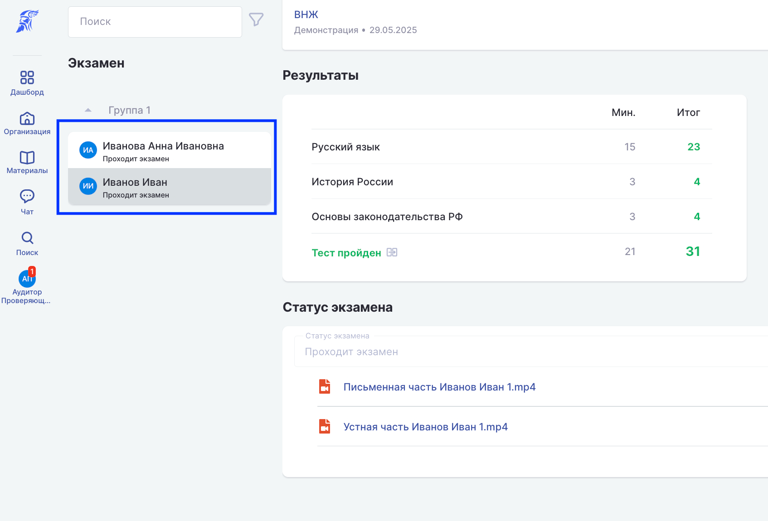 Поиск
Экзамен
Группа 1
ИА
Иванова Анна Ивановна
Проходит экзамен
ИИ
Иванов Иван
Проходит экзамен
Дашборд
Организация
Материалы
Чат
Поиск
1
Аудитор
Проверяющ...
ВНЖ
Демонстрация • 29.05.2025
Результаты
Мин. Итог
Русский язык 15 23
История России 3 4
Основы законодательства РФ 3 4
Тест пройден 21 31
Статус экзамена
Статус экзамена
Проходит экзамен
Письменная часть Иванов Иван 1.mp4
Устная часть Иванов Иван 1.mp4